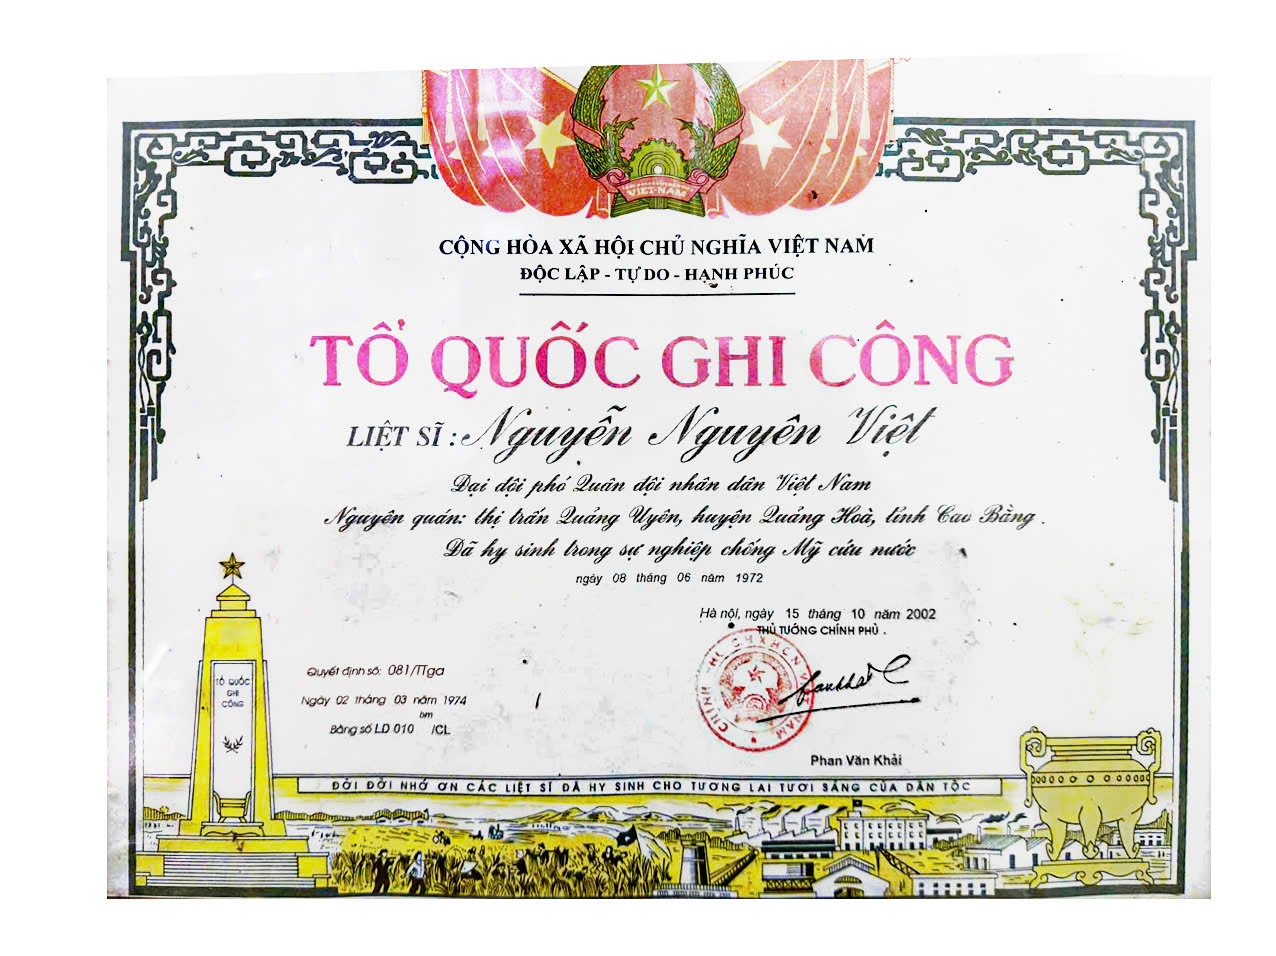 VIỆT-NAM
CỘNG HÒA XÃ HỘI CHỦ NGHĨA VIỆT NAM
ĐỘC LẬP - TỰ DO - HẠNH PHÚC
TỔ QUỐC GHI CÔNG
LIỆT SĨ : Nguyễn Nguyên Việt
Đại đội phó Quân đội nhân dân Việt Nam
Nguyên quán: thị trấn Quảng Uyên, huyện Quảng Hoà, tỉnh Cao Bằng.
Đã hy sinh trong sự nghiệp chống Mỹ cứu nước
ngày 08 tháng 06 năm 1972
Hà nội, ngày 15 tháng 10 năm 2002
THỦ TƯỚNG CHÍNH PHỦ.
Quyết định số: 081/TTga
Ngày 02 tháng 03 năm 1974
bm
Bằng số LD 010 /CL
Phan Văn Khải
TỔ QUỐC
GHI
CÔNG
ĐỜI ĐỜI NHỚ ƠN CÁC LIỆT SĨ ĐÃ HY SINH CHO TƯƠNG LAI TƯƠI SÁNG CỦA DÂN TỘC